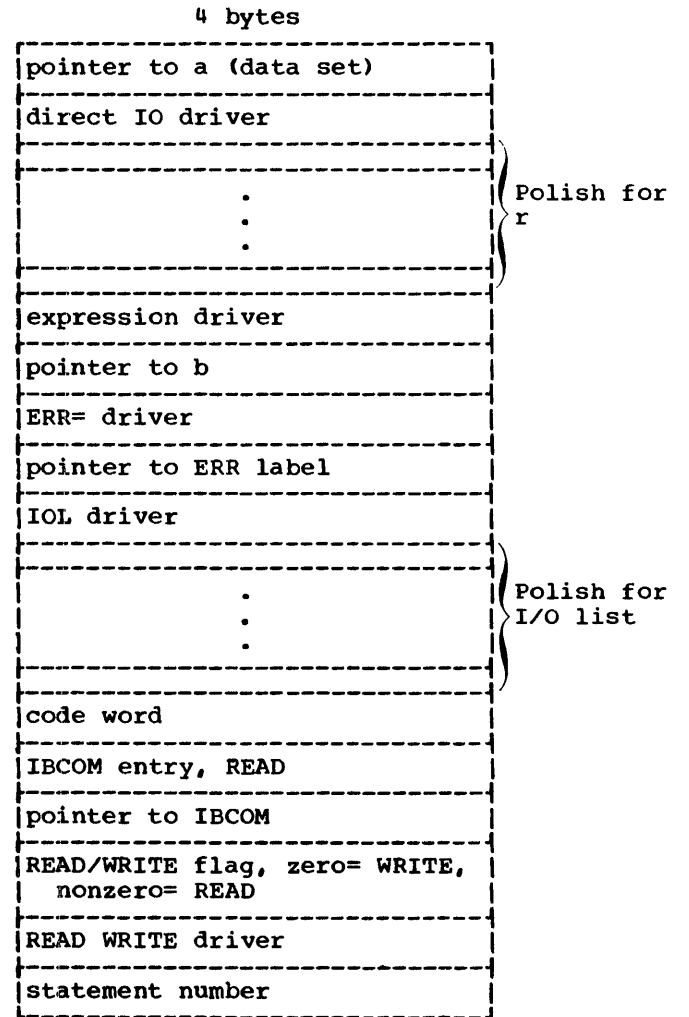 4 bytes
pointer to a (data set)
direct IO driver
.
.
.
Polish for
r
expression driver
pointer to b
ERR= driver
pointer to ERR label
IOL driver
.
.
.
Polish for
I/O list
code word
IBCOM entry, READ
pointer to IBCOM
READ/WRITE flag, zero= WRITE,
nonzero= READ
READ WRITE driver
statement number